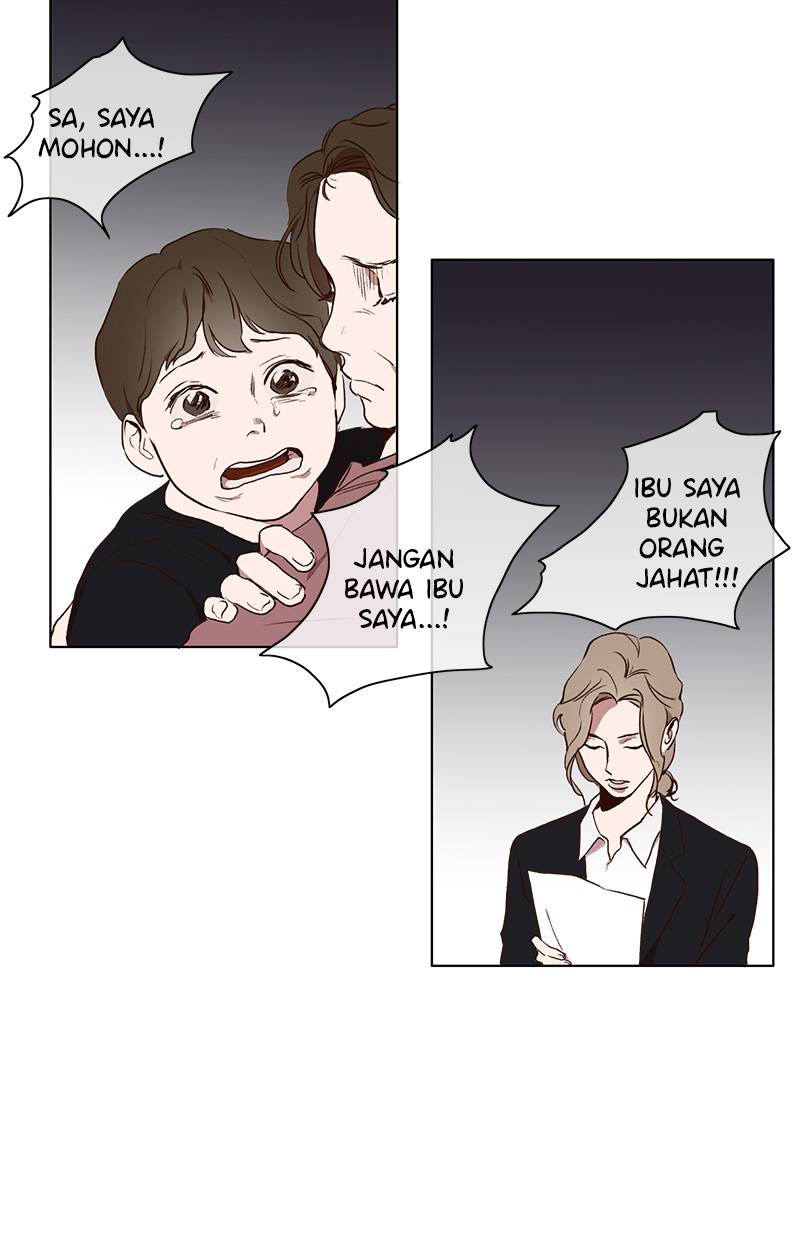 SA, SAYA
MOHON...!
JANGAN
BAWA IBU
SAYA...!
IBU SAYA
BUKAN
ORANG
JAHAT!!!